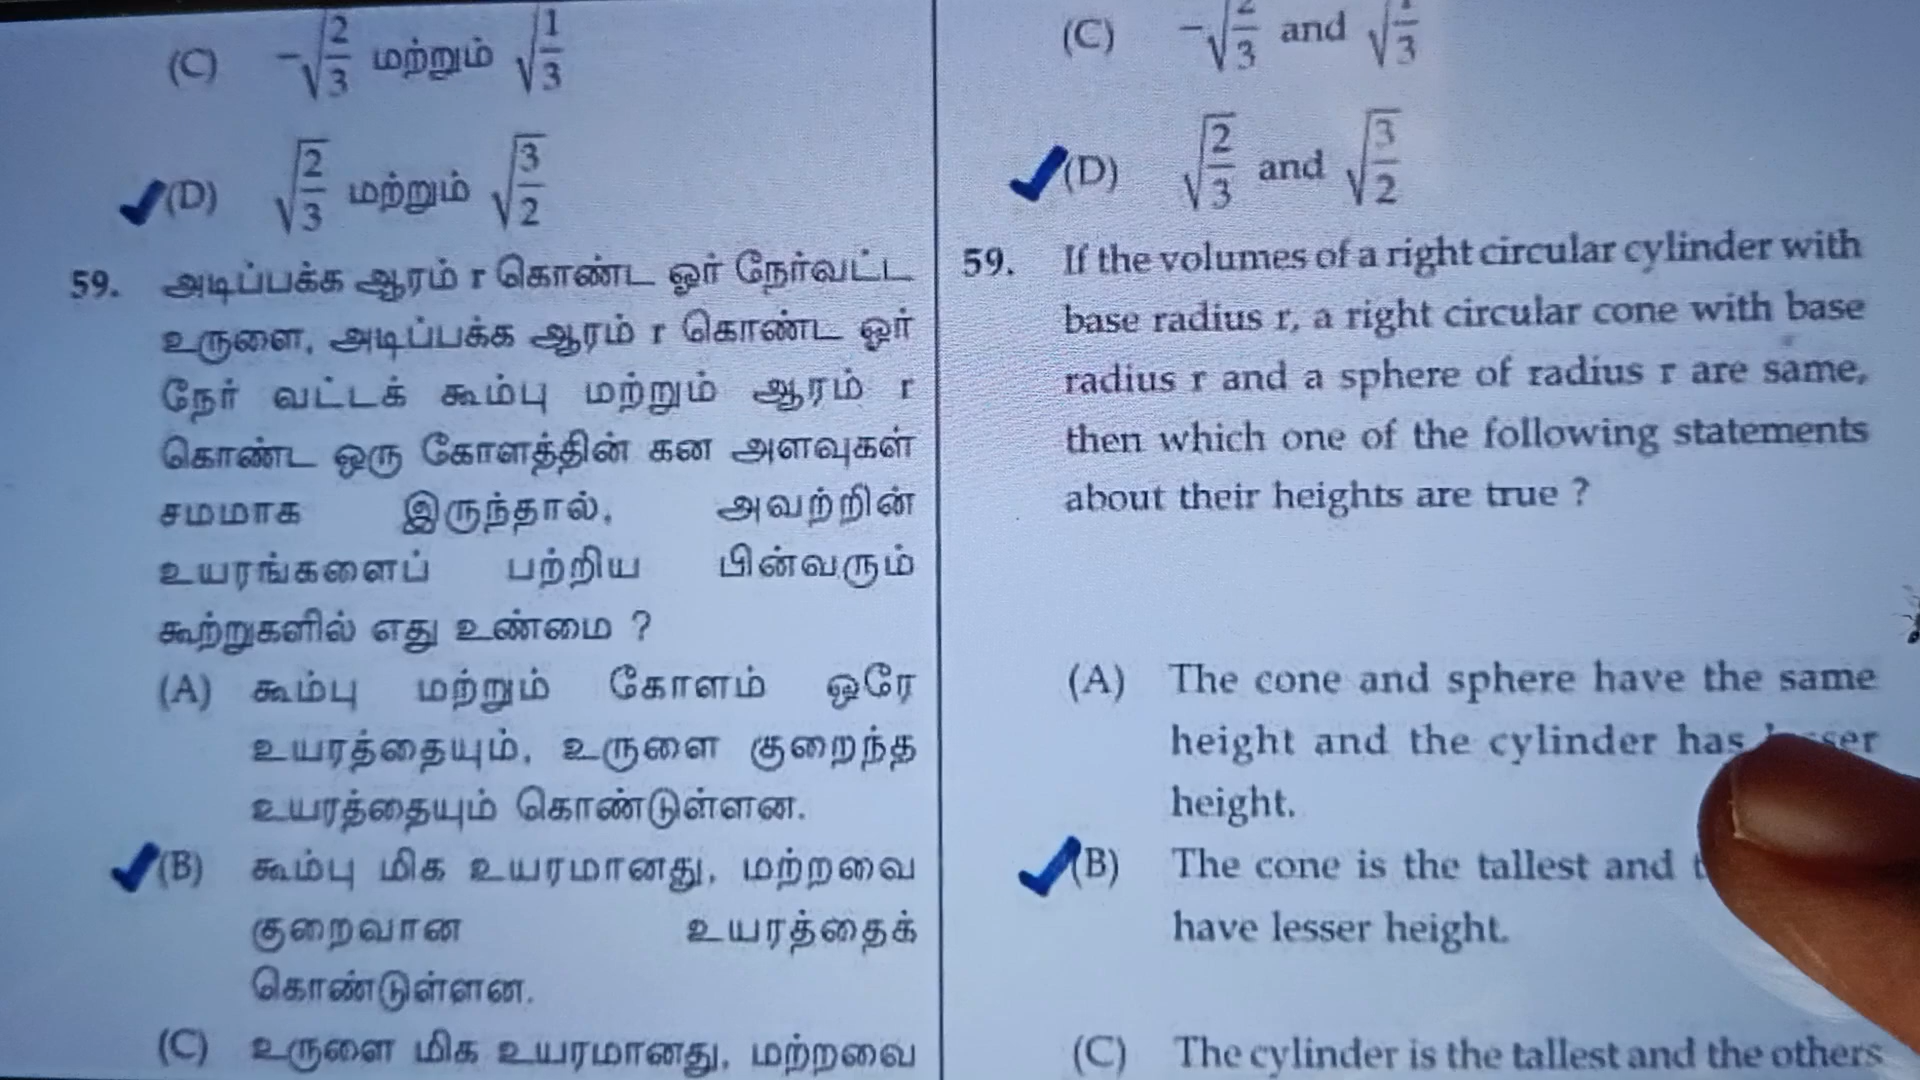 (C) -√2/3 மற்றும் √1/3
(D) √2/3 மற்றும் √3/2
59. அடிப்பக்க ஆரம் r கொண்ட ஓர் நேர்வட்ட
உருளை, அடிப்பக்க ஆரம் r கொண்ட ஓர்
நேர் வட்டக் கூம்பு மற்றும் ஆரம் r
கொண்ட ஒரு கோளத்தின் கன அளவுகள்
சமமாக இருந்தால், அவற்றின்
உயரங்களைப் பற்றிய பின்வரும்
கூற்றுகளில் எது உண்மை ?
(A) கூம்பு மற்றும் கோளம் ஒரே
உயரத்தையும், உருளை குறைந்த
உயரத்தையும் கொண்டுள்ளன.
(B) கூம்பு மிக உயரமானது, மற்றவை
குறைவான உயரத்தைக்
கொண்டுள்ளன.
(C) உருளை மிக உயரமானது, மற்றவை
(C) -√2/3 and √1/3
(D) √2/3 and √3/2
59. If the volumes of a right circular cylinder with
base radius r, a right circular cone with base
radius r and a sphere of radius r are same,
then which one of the following statements
about their heights are true ?
(A) The cone and sphere have the same
height and the cylinder has
height.
(B) The cone is the tallest and
have lesser height.
(C) The cylinder is the tallest and the others